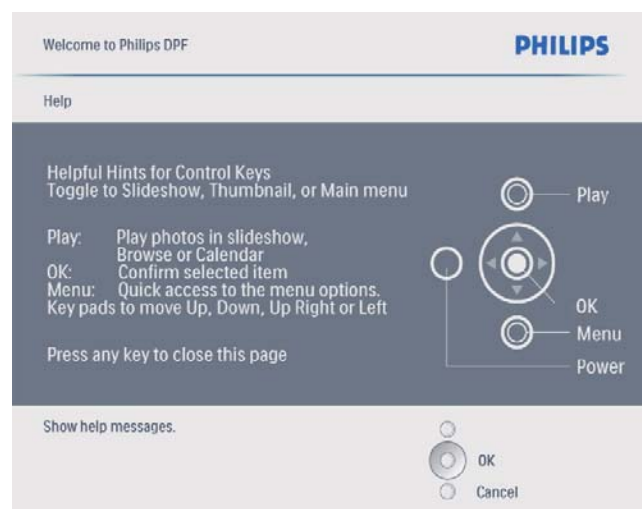 Welcome to Philips DPF
PHILIPS
Help
Helpful Hints for Control Keys
Toggle to Slideshow, Thumbnail, or Main menu
Play: Play photos in slideshow,
Browse or Calendar
OK: Confirm selected item
Menu: Quick access to the menu options.
Key pads to move Up, Down, Up Right or Left
Press any key to close this page
Play
OK
Menu
Power
Show help messages.
OK
Cancel